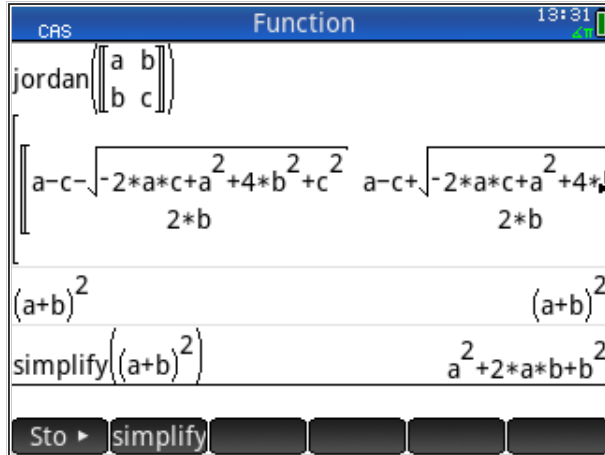 CAS Function 13:31 ∡π
jordan([[a b] [b c]])
[[a-c-√(-2*a*c+a^2+4*b^2+c^2) a-c+√(-2*a*c+a^2+4*
2*b 2*b
(a+b)^2 (a+b)^2
simplify((a+b)^2) a^2+2*a*b+b^2
Sto ▸ simplify